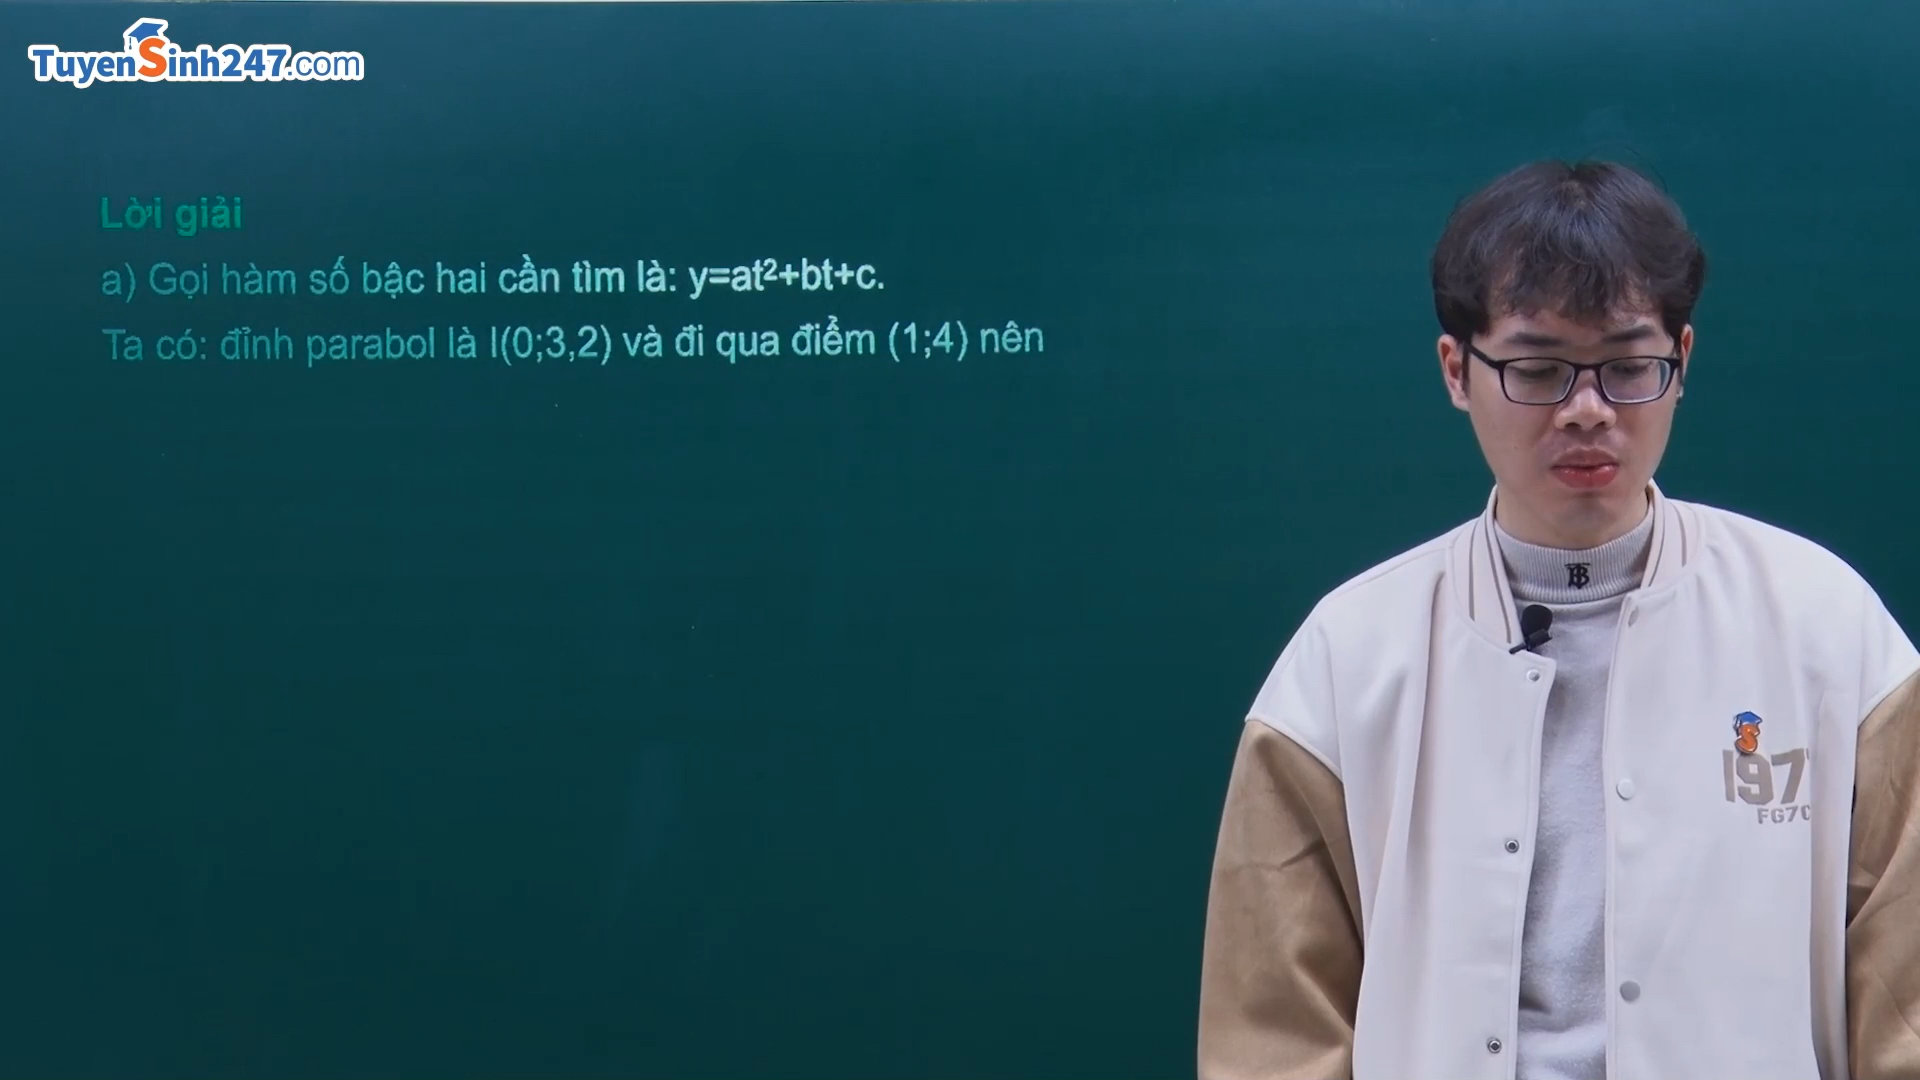 TuyenSinh247.com
Lời giải
a) Gọi hàm số bậc hai cần tìm là: y=at²+bt+c.
Ta có: đỉnh parabol là I(0;3,2) và đi qua điểm (1;4) nên
B
S
197
FG7C